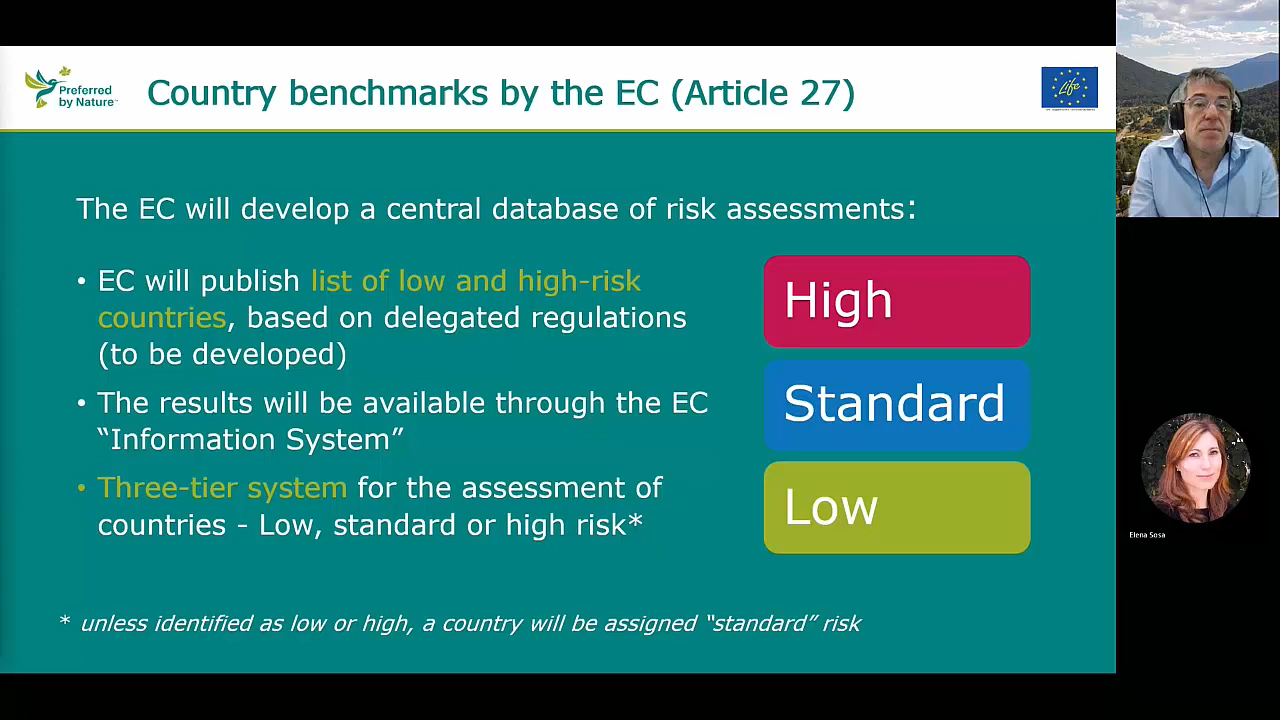 Preferred
by Nature™
Country benchmarks by the EC (Article 27)
Life
The EC will develop a central database of risk assessments:
• EC will publish list of low and high-risk
countries, based on delegated regulations
(to be developed)
• The results will be available through the EC
“Information System”
• Three-tier system for the assessment of
countries - Low, standard or high risk*
High
Standard
Low
* unless identified as low or high, a country will be assigned “standard” risk
Elena Sosa